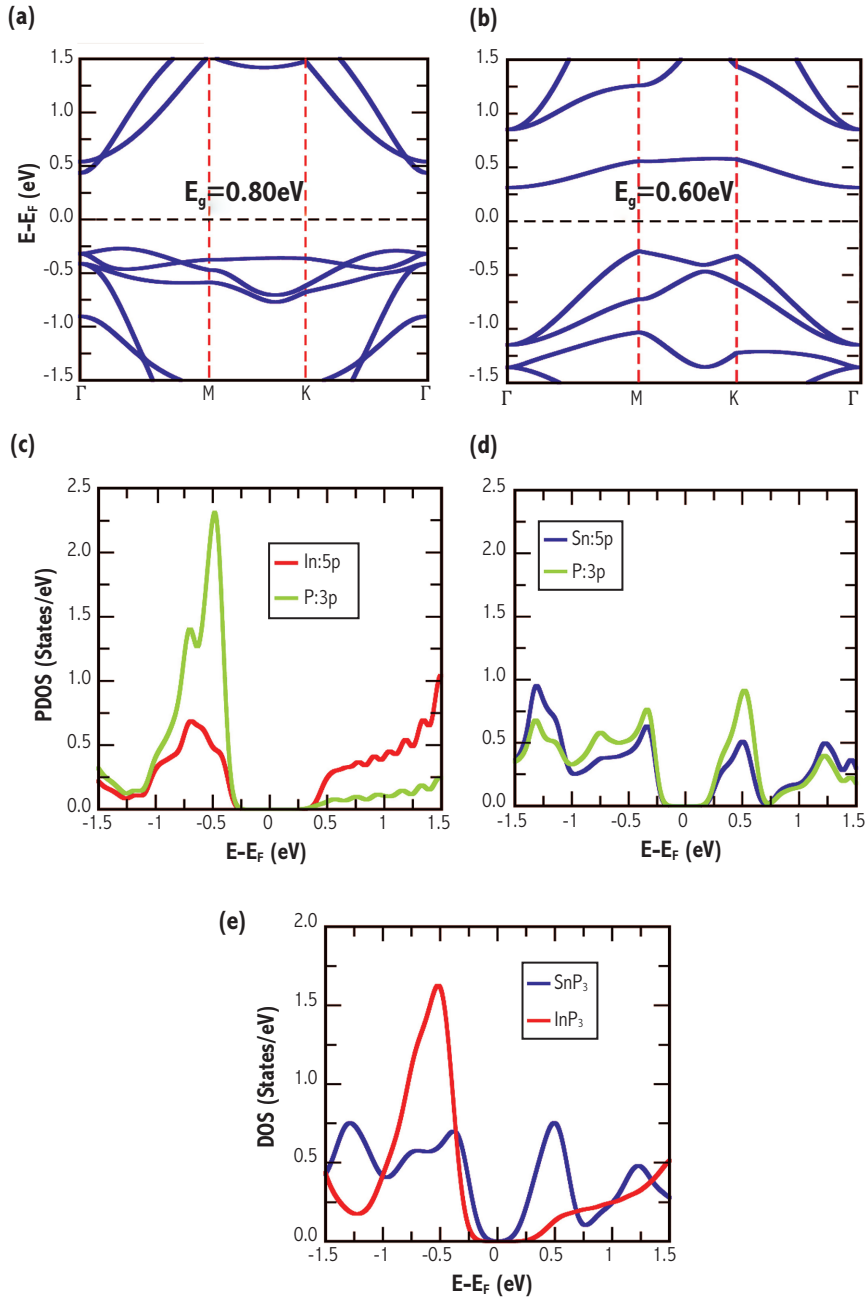 (a)
(b)
1.5
1.0
0.5
0.0
-0.5
-1.0
-1.5
E-E_F (eV)
E_g=0.80eV
Γ M K Γ
1.5
1.0
0.5
0.0
-0.5
-1.0
-1.5
E_g=0.60eV
Γ M K Γ
(c)
(d)
2.5
2.0
1.5
1.0
0.5
0.0
PDOS (States/eV)
In:5p
P:3p
-1.5 -1 -0.5 0 0.5 1 1.5
E-E_F (eV)
2.5
2.0
1.5
1.0
0.5
0.0
Sn:5p
P:3p
-1.5 -1 -0.5 0 0.5 1 1.5
E-E_F (eV)
(e)
2.0
1.5
1.0
0.5
0.0
DOS (States/eV)
SnP₃
InP₃
-1.5 -1 -0.5 0 0.5 1 1.5
E-E_F (eV)